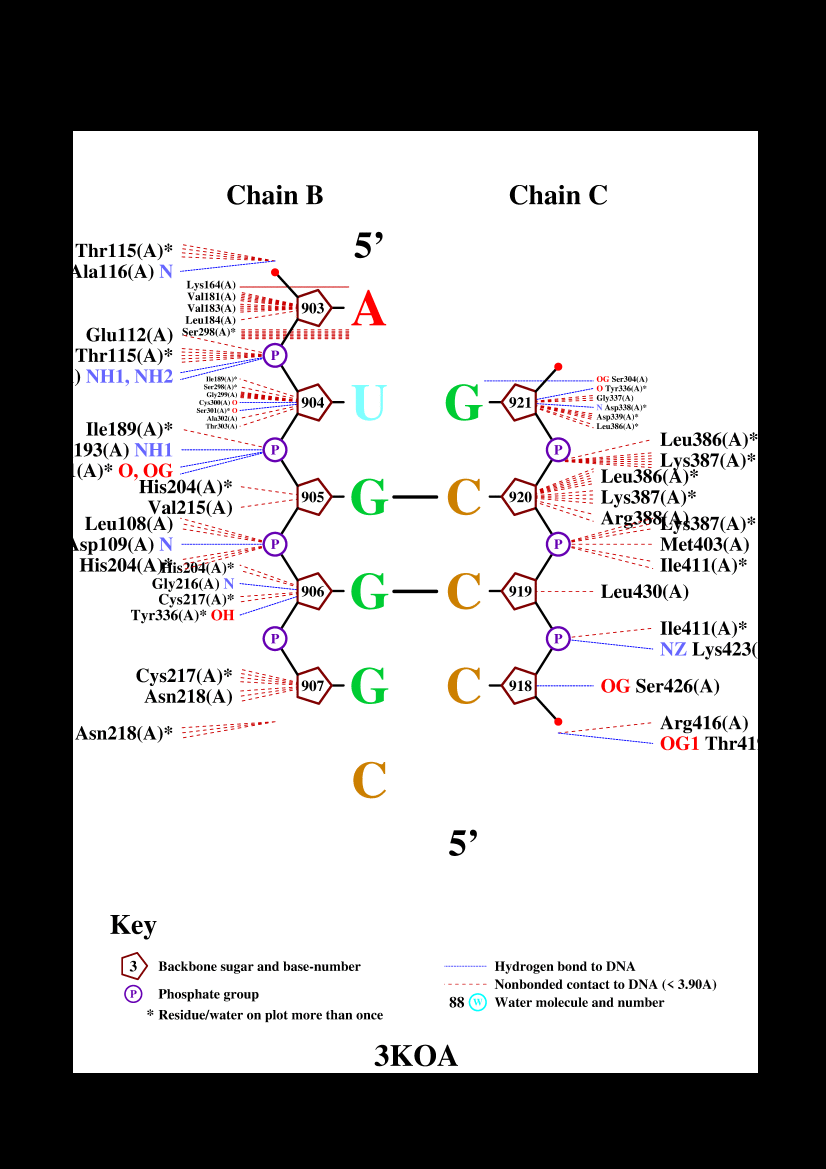 Chain B
Chain C
5’
Thr115(A)*
Ala116(A) N
Lys164(A)
Val181(A)
Val183(A)
Leu184(A)
Ser298(A)*
903
A
Glu112(A)
Thr115(A)*
) NH1, NH2
P
Ile189(A)*
Ser298(A)*
Gly299(A)
Cys300(A) O
Ser301(A)* O
Ala302(A)
Thr303(A)
904
U
G
921
OG Ser304(A)
O Tyr336(A)*
Gly337(A)
N Asp338(A)*
Asp339(A)*
Leu386(A)*
Ile189(A)*
193(A) NH1
1(A)* O, OG
P
P
Leu386(A)*
Lys387(A)*
His204(A)*
Val215(A)
905
G
C
920
Leu386(A)*
Lys387(A)*
Arg388(A)
Leu108(A)
Asp109(A) N
His204(A)*
P
P
Lys387(A)*
Met403(A)
Ile411(A)*
His204(A)*
Gly216(A) N
Cys217(A)*
Tyr336(A)* OH
906
G
C
919
Leu430(A)
P
P
Ile411(A)*
NZ Lys423(
Cys217(A)*
Asn218(A)
907
G
C
918
OG Ser426(A)
Asn218(A)*
Arg416(A)
OG1 Thr419
C
5’
Key
3 Backbone sugar and base-number
P Phosphate group
* Residue/water on plot more than once
Hydrogen bond to DNA
Nonbonded contact to DNA (< 3.90A)
88 W Water molecule and number
3KOA